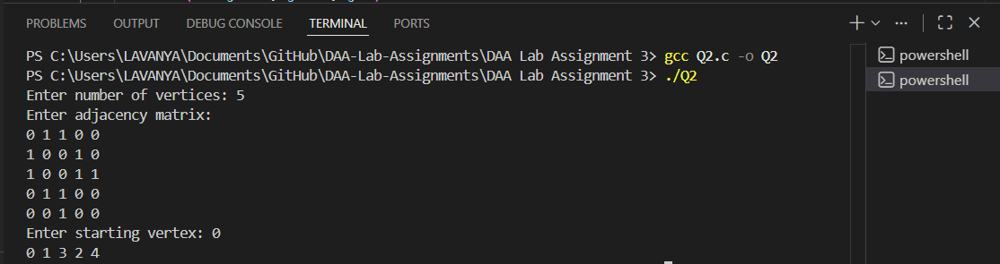 PROBLEMS OUTPUT DEBUG CONSOLE TERMINAL PORTS
PS C:\Users\LAVANYA\Documents\GitHub\DAA-Lab-Assignments\DAA Lab Assignment 3> gcc Q2.c -o Q2
PS C:\Users\LAVANYA\Documents\GitHub\DAA-Lab-Assignments\DAA Lab Assignment 3> ./Q2
Enter number of vertices: 5
Enter adjacency matrix:
0 1 1 0 0
1 0 0 1 0
1 0 0 1 1
0 1 1 0 0
0 0 1 0 0
Enter starting vertex: 0
0 1 3 2 4
powershell
powershell